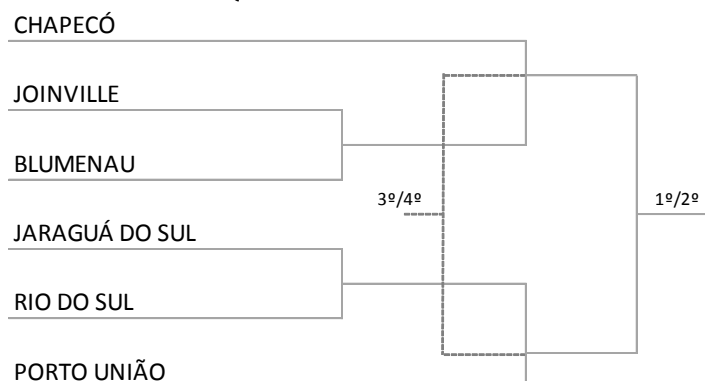 CHAPECÓ
JOINVILLE
BLUMENAU
3º/4º
1º/2º
JARAGUÁ DO SUL
RIO DO SUL
PORTO UNIÃO